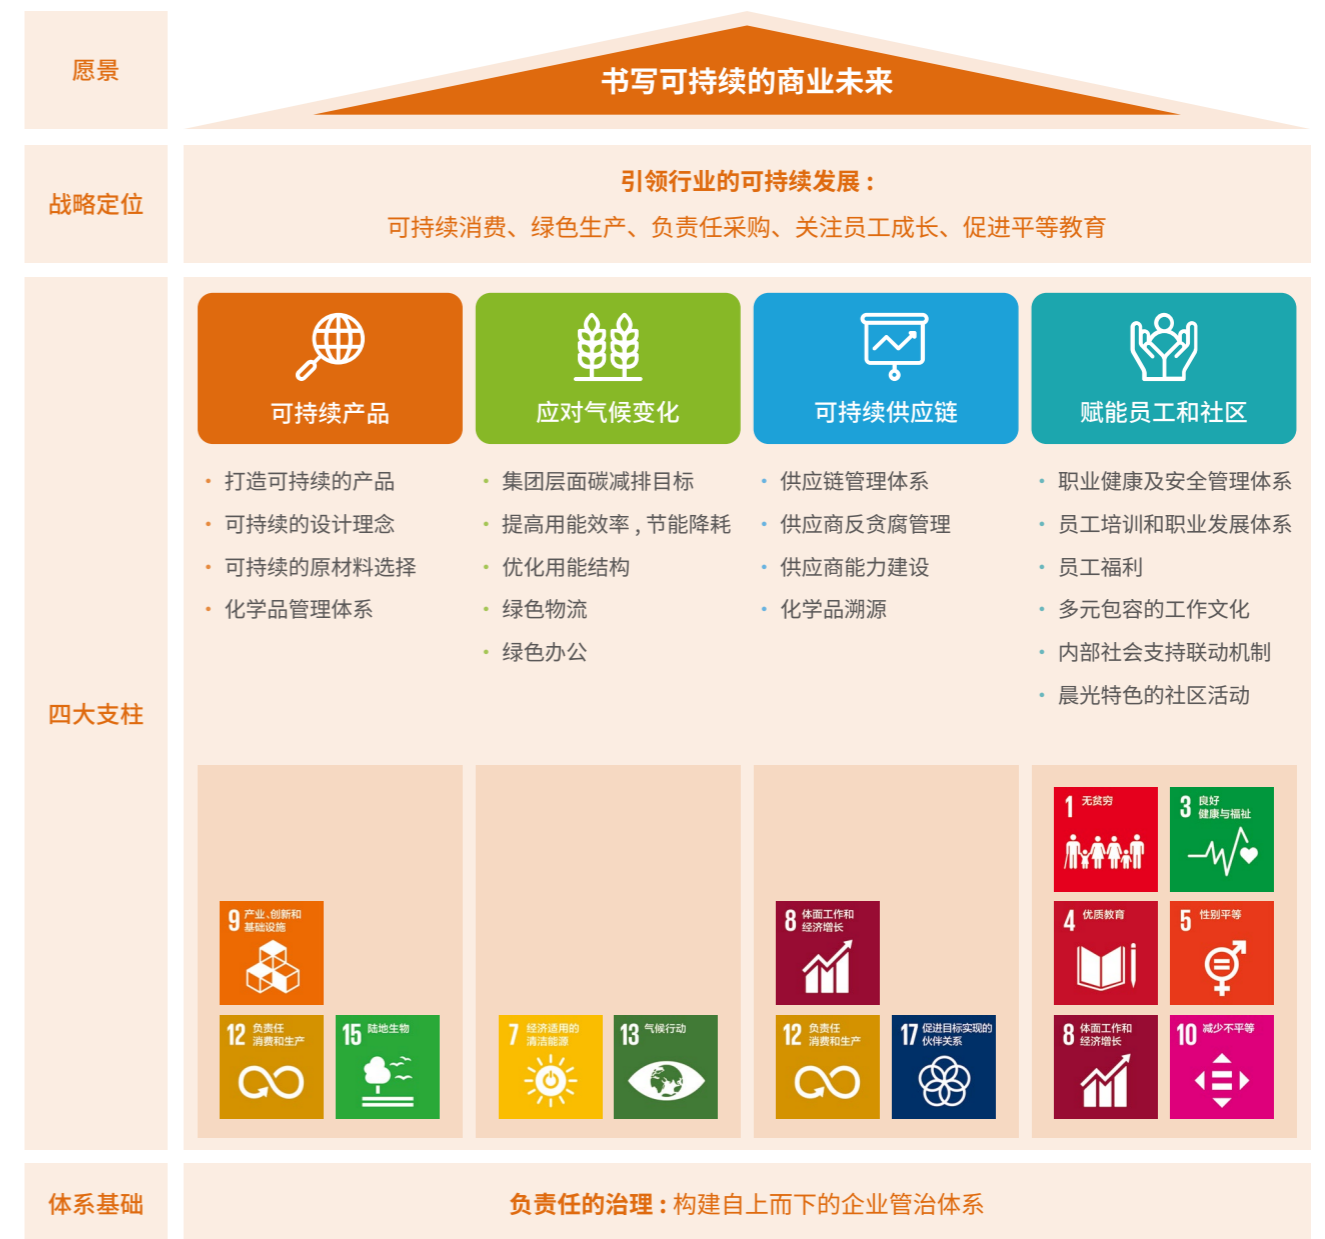 愿景
书写可持续的商业未来
战略定位
引领行业的可持续发展：
可持续消费、绿色生产、负责任采购、关注员工成长、促进平等教育
四大支柱
可持续产品
• 打造可持续的产品
• 可持续的设计理念
• 可持续的原材料选择
• 化学品管理体系
9 产业、创新和
基础设施
12 负责任
消费和生产
15 陆地生物
应对气候变化
• 集团层面碳减排目标
• 提高用能效率 , 节能降耗
• 优化用能结构
• 绿色物流
• 绿色办公
7 经济适用的
清洁能源
13 气候行动
可持续供应链
• 供应链管理体系
• 供应商反贪腐管理
• 供应商能力建设
• 化学品溯源
8 体面工作和
经济增长
12 负责任
消费和生产
17 促进目标实现的
伙伴关系
赋能员工和社区
• 职业健康及安全管理体系
• 员工培训和职业发展体系
• 员工福利
• 多元包容的工作文化
• 内部社会支持联动机制
• 晨光特色的社区活动
1 无贫穷
3 良好
健康与福祉
4 优质教育
5 性别平等
8 体面工作和
经济增长
10 减少不平等
体系基础
负责任的治理：构建自上而下的企业管治体系